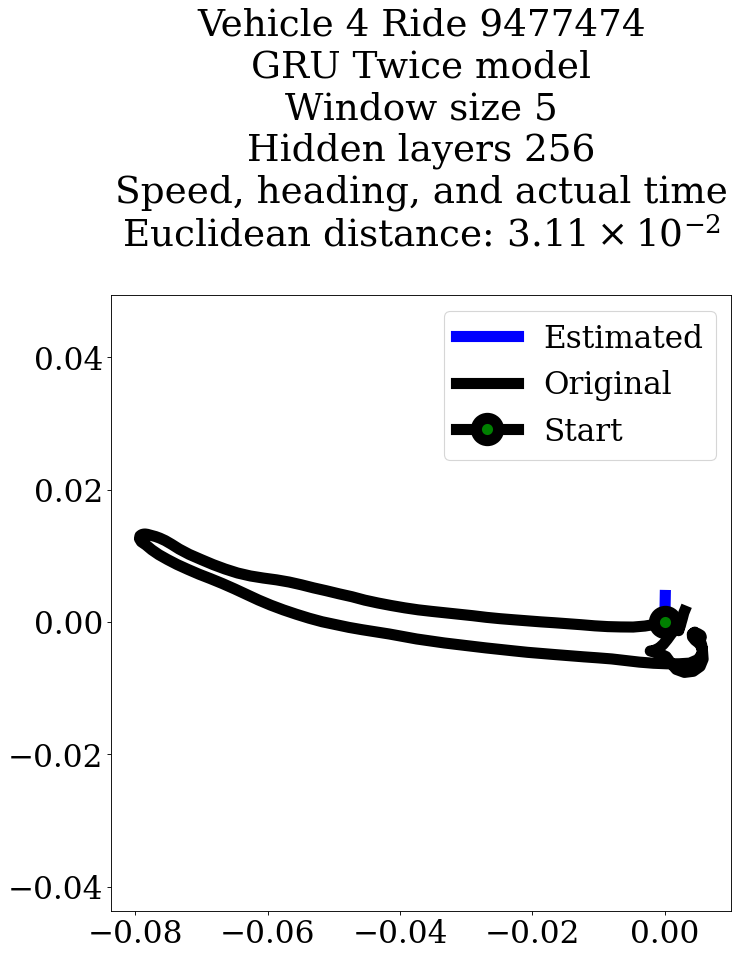 Vehicle 4 Ride 9477474
GRU Twice model
Window size 5
Hidden layers 256
Speed, heading, and actual time
Euclidean distance: 3.11 × 10⁻²
Estimated
Original
Start
0.04
0.02
0.00
−0.02
−0.04
−0.08 −0.06 −0.04 −0.02 0.00